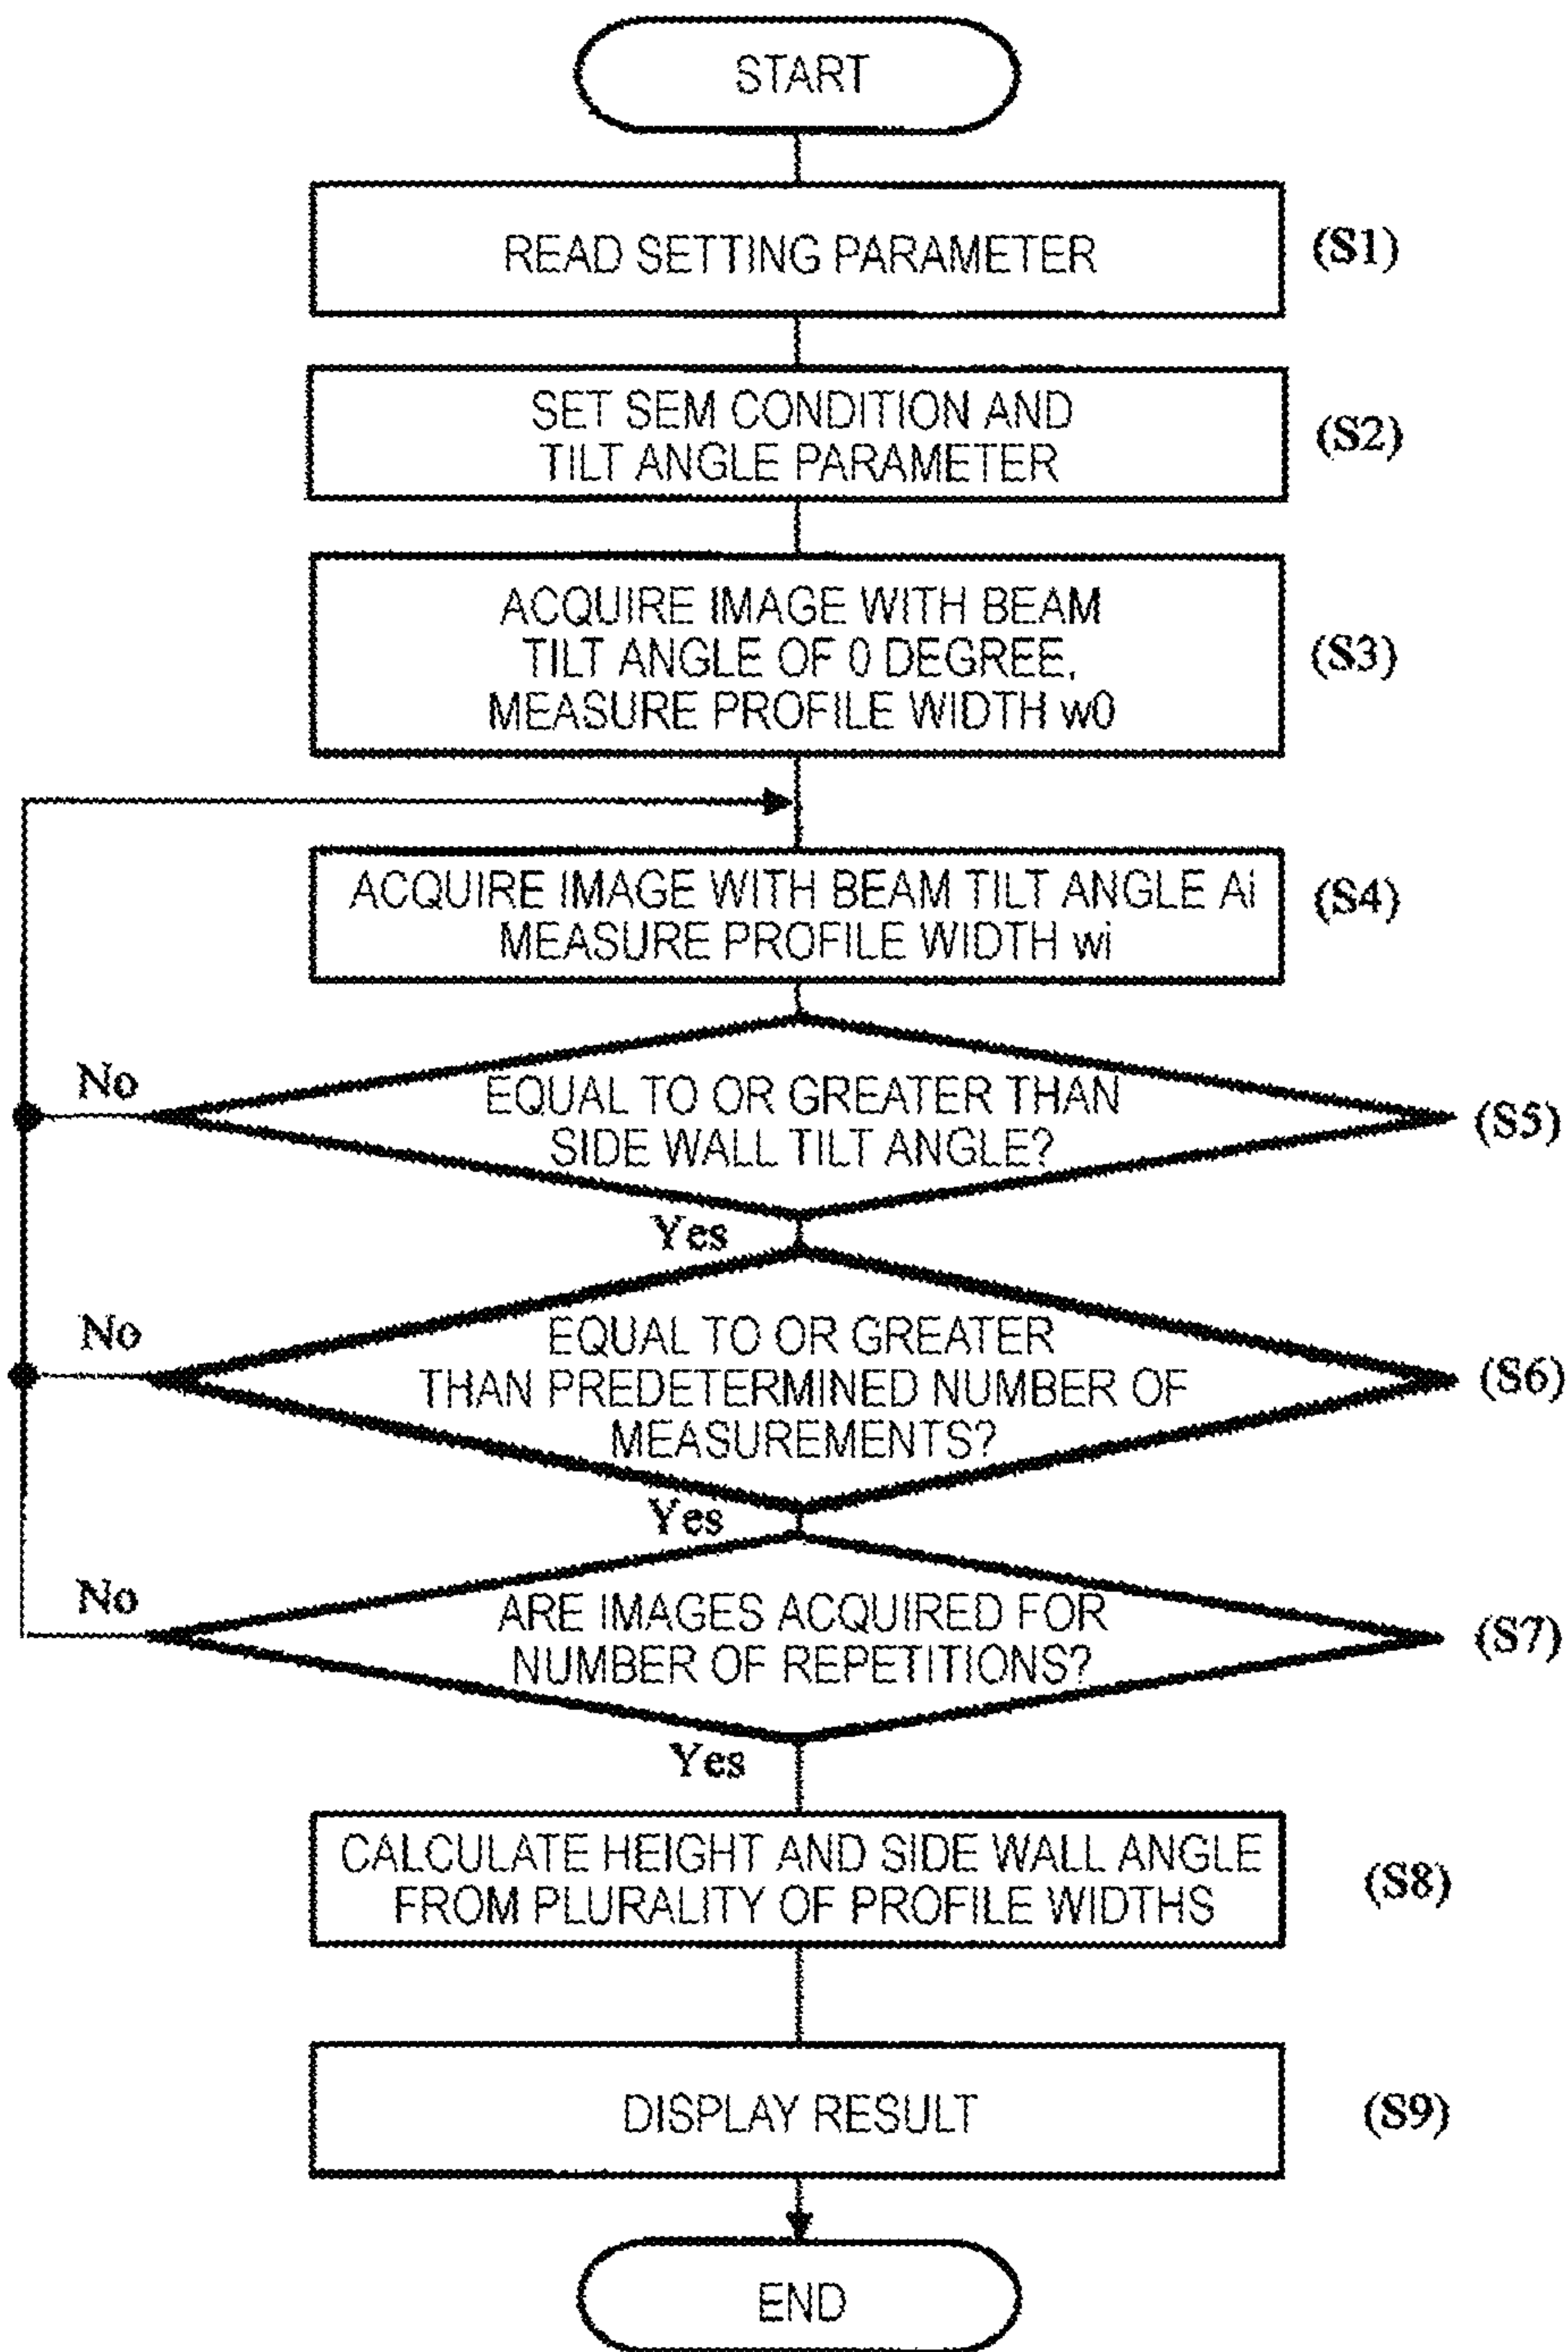 START
READ SETTING PARAMETER
(S1)
SET SEM CONDITION AND
TILT ANGLE PARAMETER
(S2)
ACQUIRE IMAGE WITH BEAM
TILT ANGLE OF 0 DEGREE,
MEASURE PROFILE WIDTH w0
(S3)
ACQUIRE IMAGE WITH BEAM TILT ANGLE Ai
MEASURE PROFILE WIDTH wi
(S4)
No
EQUAL TO OR GREATER THAN
SIDE WALL TILT ANGLE?
(S5)
Yes
No
EQUAL TO OR GREATER
THAN PREDETERMINED NUMBER OF
MEASUREMENTS?
(S6)
Yes
No
ARE IMAGES ACQUIRED FOR
NUMBER OF REPETITIONS?
(S7)
Yes
CALCULATE HEIGHT AND SIDE WALL ANGLE
FROM PLURALITY OF PROFILE WIDTHS
(S8)
DISPLAY RESULT
(S9)
END